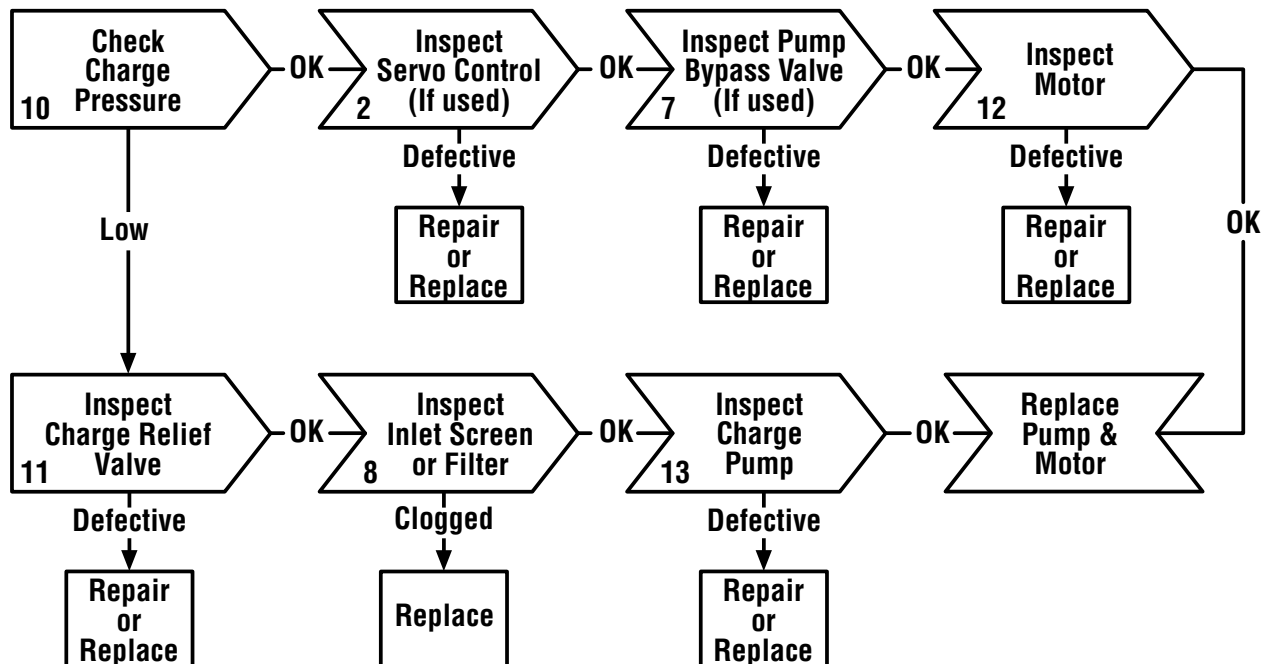 Check
Charge
Pressure
10
OK
Inspect
Servo Control
(If used)
2
OK
Inspect Pump
Bypass Valve
(If used)
7
OK
Inspect
Motor
12
Defective
Repair
or
Replace
Defective
Repair
or
Replace
Defective
Repair
or
Replace
OK
Low
Inspect
Charge Relief
Valve
11
OK
Inspect
Inlet Screen
or Filter
8
OK
Inspect
Charge
Pump
13
OK
Replace
Pump &
Motor
Defective
Repair
or
Replace
Clogged
Replace
Defective
Repair
or
Replace